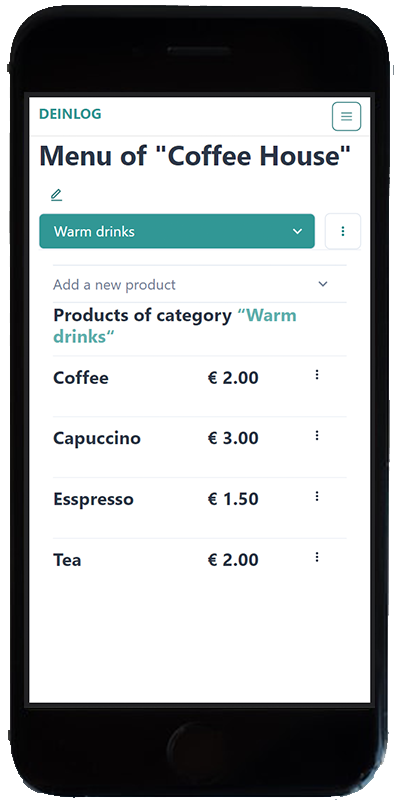 DEINLOG
Menu of "Coffee House"
Warm drinks
Add a new product
Products of category “Warm
drinks“
Coffee € 2.00
Capuccino € 3.00
Esspresso € 1.50
Tea € 2.00